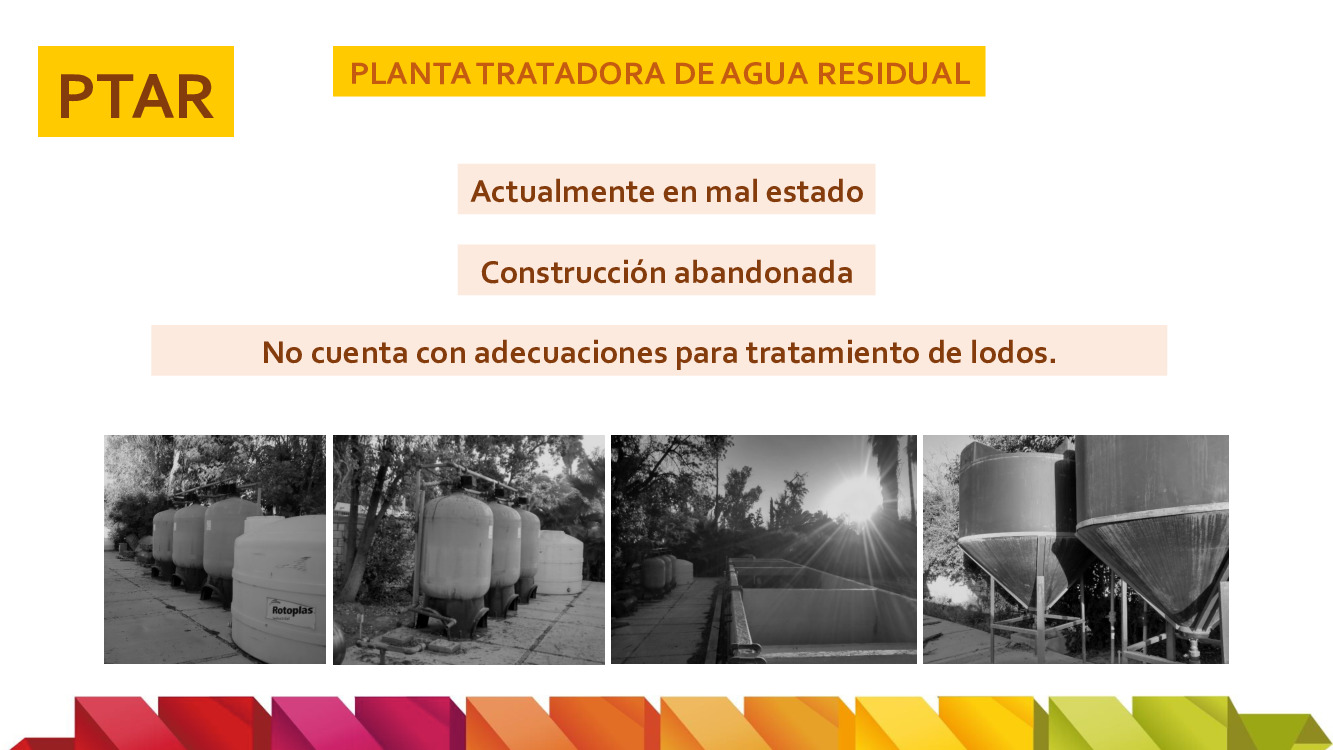 PTAR
PLANTA TRATADORA DE AGUA RESIDUAL
Actualmente en mal estado
Construcción abandonada
No cuenta con adecuaciones para tratamiento de lodos.
Rotoplas